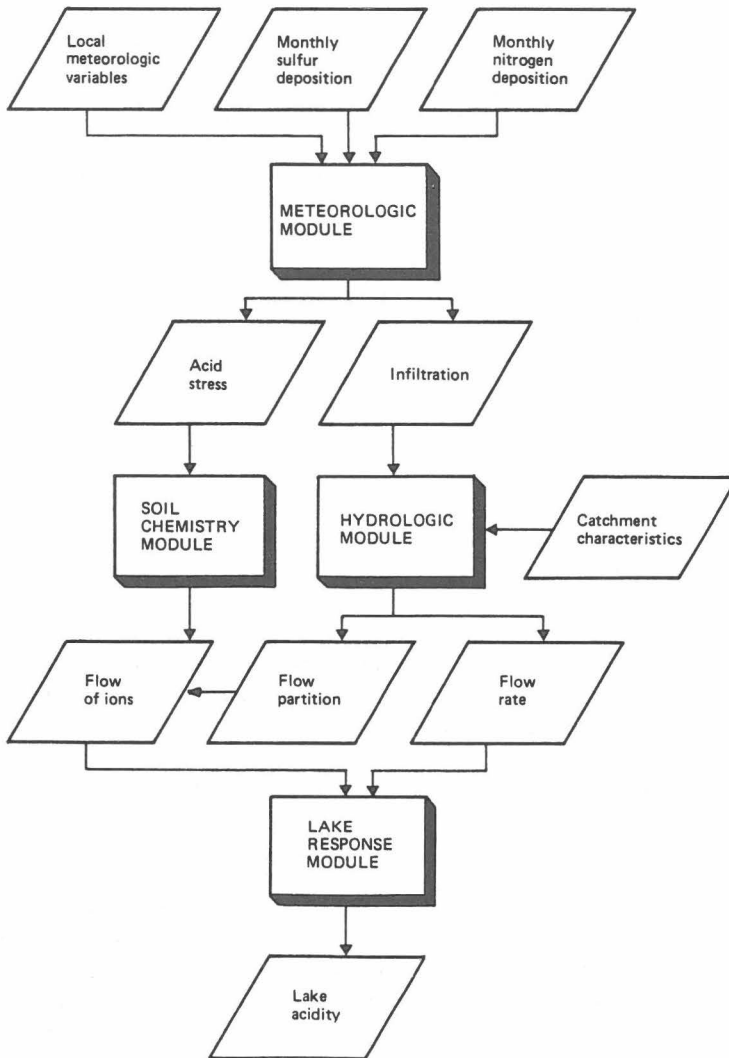 Local
meteorologic
variables
Monthly
sulfur
deposition
Monthly
nitrogen
deposition
METEOROLOGIC
MODULE
Acid
stress
Infiltration
SOIL
CHEMISTRY
MODULE
HYDROLOGIC
MODULE
Catchment
characteristics
Flow
of ions
Flow
partition
Flow
rate
LAKE
RESPONSE
MODULE
Lake
acidity